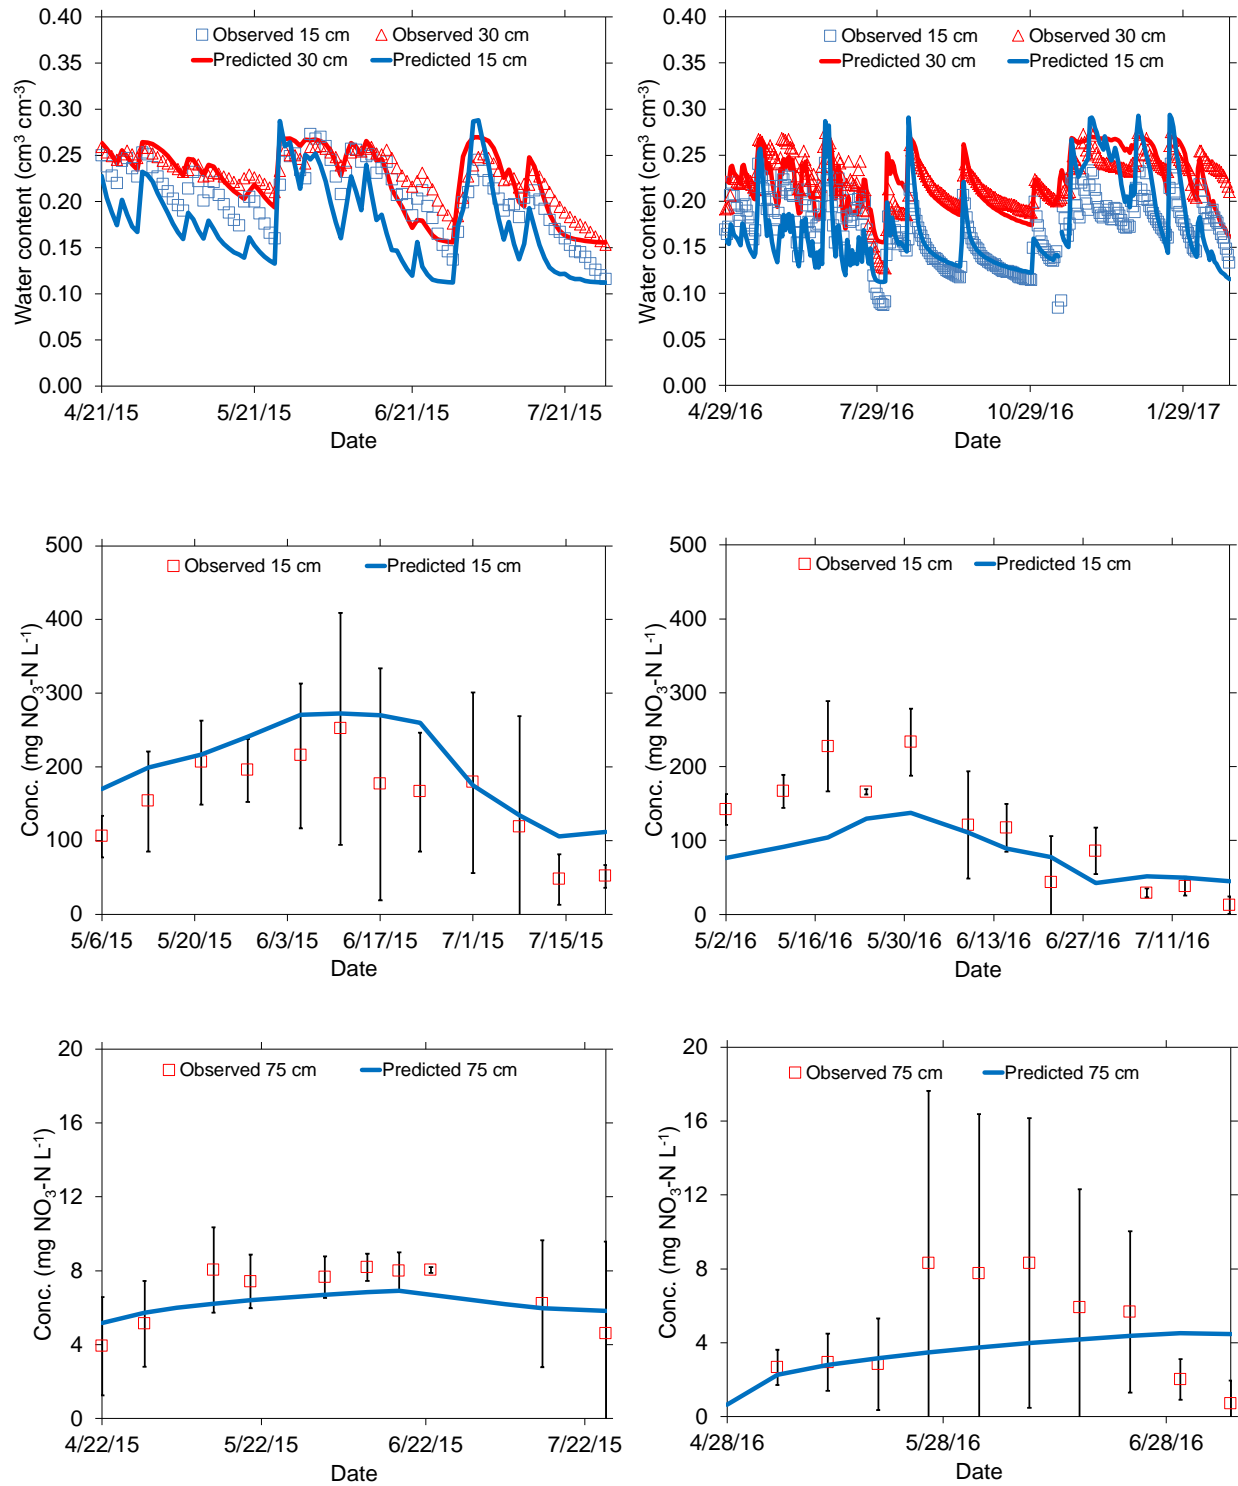 0.40
0.35
0.30
0.25
0.20
0.15
0.10
0.05
0.00
Water content (cm³ cm⁻³)
Observed 15 cm
Observed 30 cm
Predicted 30 cm
Predicted 15 cm
4/21/15
5/21/15
6/21/15
7/21/15
Date
0.40
0.35
0.30
0.25
0.20
0.15
0.10
0.05
0.00
Water content (cm³ cm⁻³)
Observed 15 cm
Observed 30 cm
Predicted 30 cm
Predicted 15 cm
4/29/16
7/29/16
10/29/16
1/29/17
Date
500
400
300
200
100
0
Conc. (mg NO₃-N L⁻¹)
Observed 15 cm
Predicted 15 cm
5/6/15
5/20/15
6/3/15
6/17/15
7/1/15
7/15/15
Date
500
400
300
200
100
0
Conc. (mg NO₃-N L⁻¹)
Observed 15 cm
Predicted 15 cm
5/2/16
5/16/16
5/30/16
6/13/16
6/27/16
7/11/16
Date
20
16
12
8
4
0
Conc. (mg NO₃-N L⁻¹)
Observed 75 cm
Predicted 75 cm
4/22/15
5/22/15
6/22/15
7/22/15
Date
20
16
12
8
4
0
Conc. (mg NO₃-N L⁻¹)
Observed 75 cm
Predicted 75 cm
4/28/16
5/28/16
6/28/16
Date